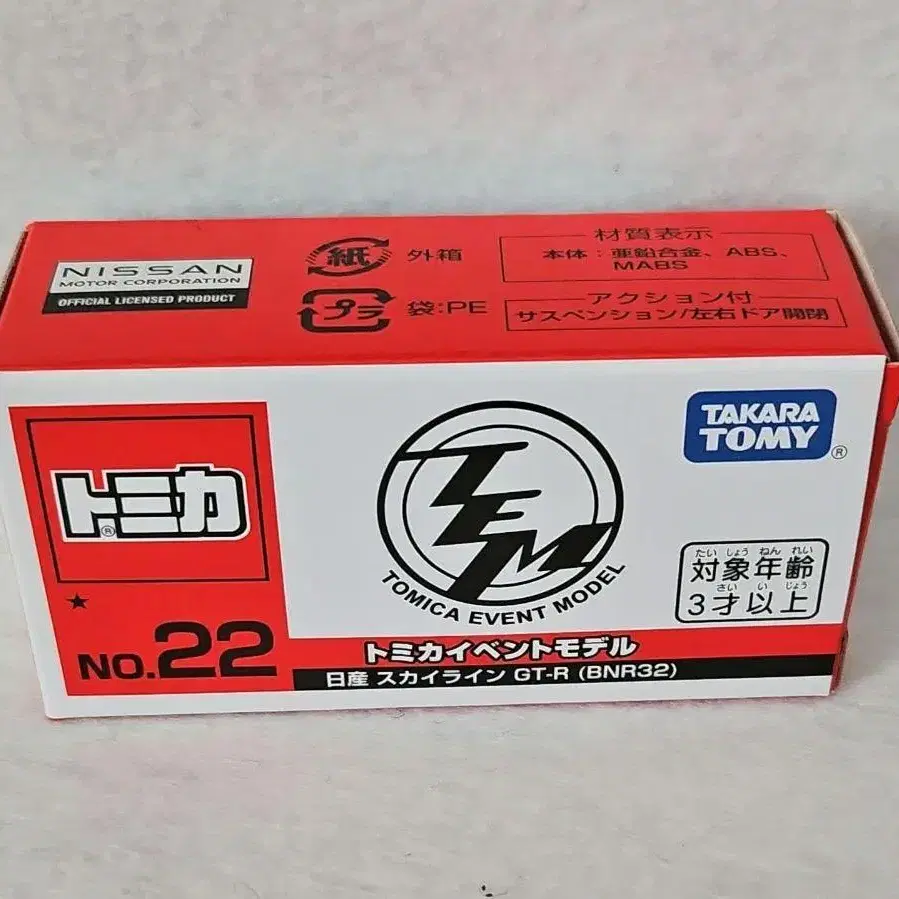 NISSAN
MOTOR CORPORATION
OFFICIAL LICENSED PRODUCT
紙 外箱
プラ 袋:PE
材質表示
本体:亜鉛合金、ABS、
MABS
アクション付
サスペンション/左右ドア開閉
トミカ®
★
NO.22
TEM
TOMICA EVENT MODEL
TAKARA
TOMY®
たいしょうねんれい
対象年齢
さいいじょう
3才以上
トミカイベントモデル
日産 スカイライン GT-R (BNR32)